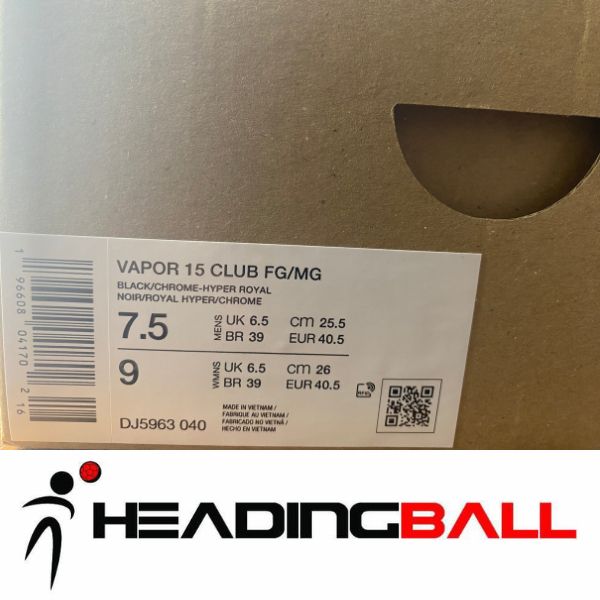 VAPOR 15 CLUB FG/MG
BLACK/CHROME-HYPER ROYAL
NOIR/ROYAL HYPER/CHROME
7.5 MENS UK 6.5 cm 25.5
BR 39 EUR 40.5
9 WMNS UK 6.5 cm 26
BR 39 EUR 40.5
RFID
MADE IN VIETNAM /
FABRIQUE AU VIETNAM /
FABRICADO NO VIETNÃ /
HECHO EN VIETNAM
DJ5963 040
1 96608 04170 2 16
HEADINGBALL